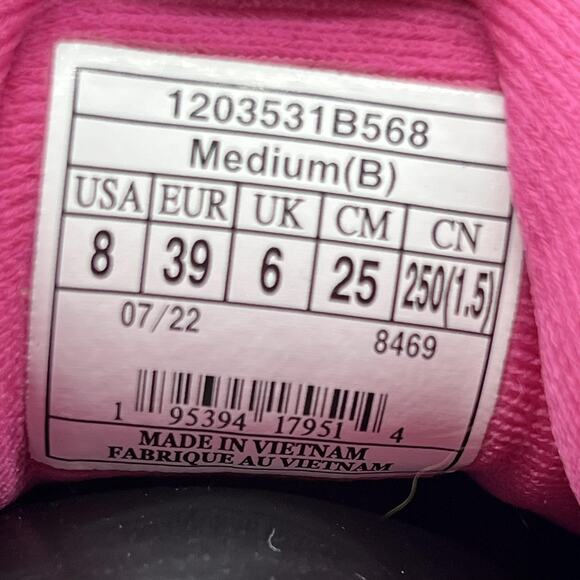 1203531B568
Medium(B)
USA EUR UK CM CN
8 39 6 25 250(1.5)
07/22
8469
1 95394 17951 4
MADE IN VIETNAM
FABRIQUE AU VIETNAM